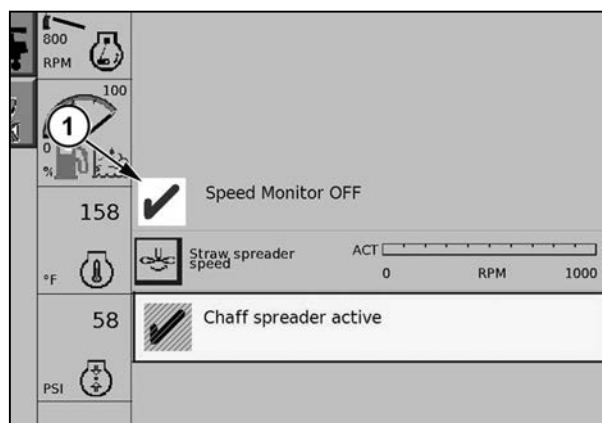 800
RPM
100
1
0
%
158
°F
58
PSI
Speed Monitor OFF
Straw spreader
speed
ACT
0 RPM 1000
Chaff spreader active